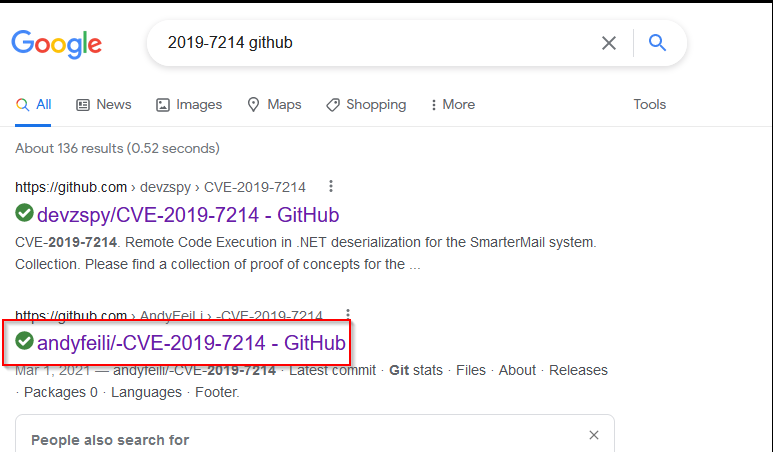 Google
2019-7214 github
All News Images Maps Shopping More Tools
About 136 results (0.52 seconds)
https://github.com › devzspy › CVE-2019-7214
devzspy/CVE-2019-7214 - GitHub
CVE-2019-7214. Remote Code Execution in .NET deserialization for the SmarterMail system.
Collection. Please find a collection of proof of concepts for the ...
https://github.com › AndyFeiLi › -CVE-2019-7214
andyfeili/-CVE-2019-7214 - GitHub
Mar 1, 2021 — andyfeili/-CVE-2019-7214 · Latest commit · Git stats · Files · About · Releases
· Packages 0 · Languages · Footer.
People also search for